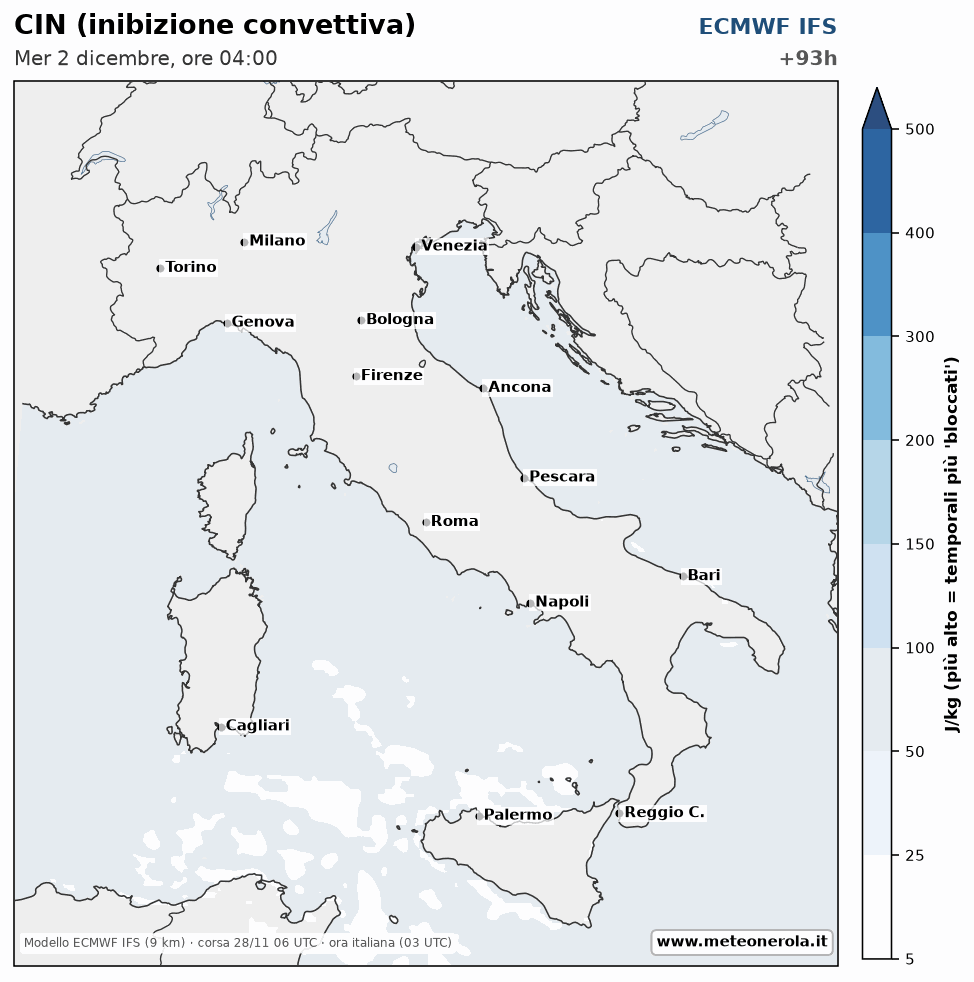 CIN (inibizione convettiva)
ECMWF IFS
Mer 2 dicembre, ore 04:00
+93h
500
400
300
200
150
100
50
25
5
J/kg (più alto = temporali più 'bloccati')
Milano
Venezia
Torino
Genova
Bologna
Firenze
Ancona
Pescara
Roma
Bari
Napoli
Cagliari
Palermo
Reggio C.
Modello ECMWF IFS (9 km) · corsa 28/11 06 UTC · ora italiana (03 UTC)
www.meteonerola.it